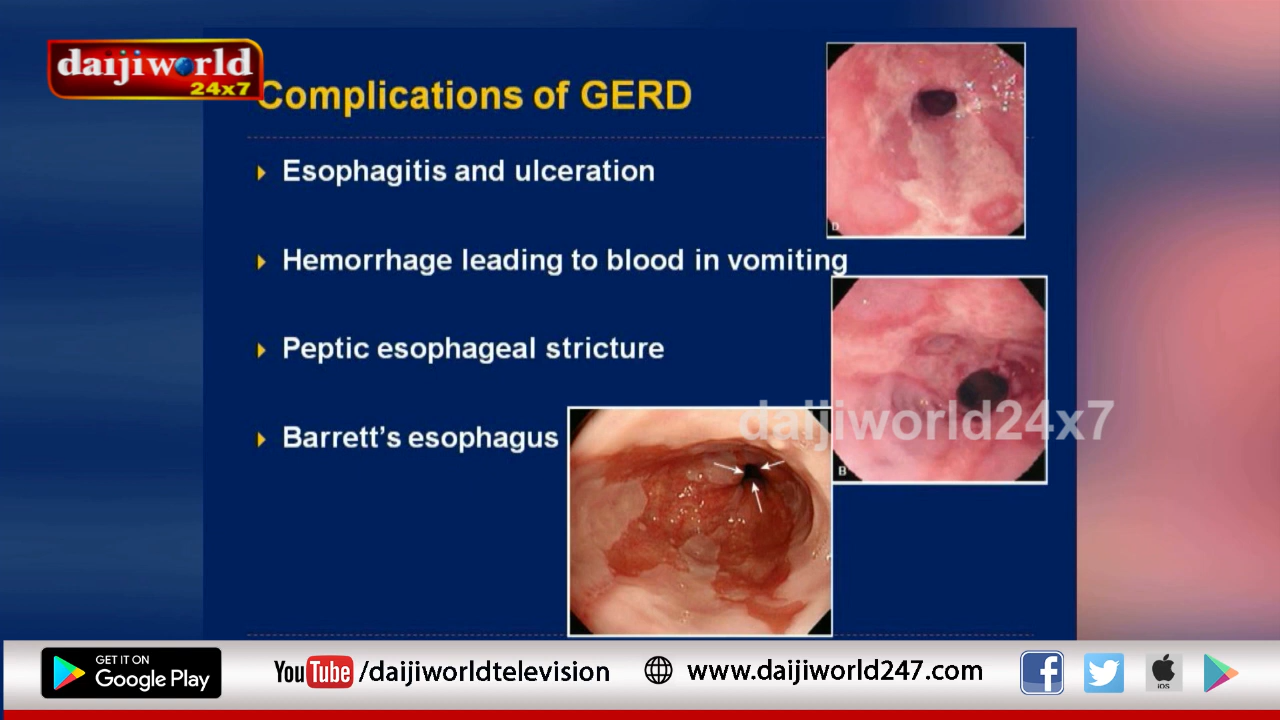 daijiworld
24x7
Complications of GERD
Esophagitis and ulceration
Hemorrhage leading to blood in vomiting
Peptic esophageal stricture
Barrett’s esophagus
D
B
daijiworld24x7
GET IT ON
Google Play
YouTube /daijiworldtelevision
www.daijiworld247.com
f
iOS